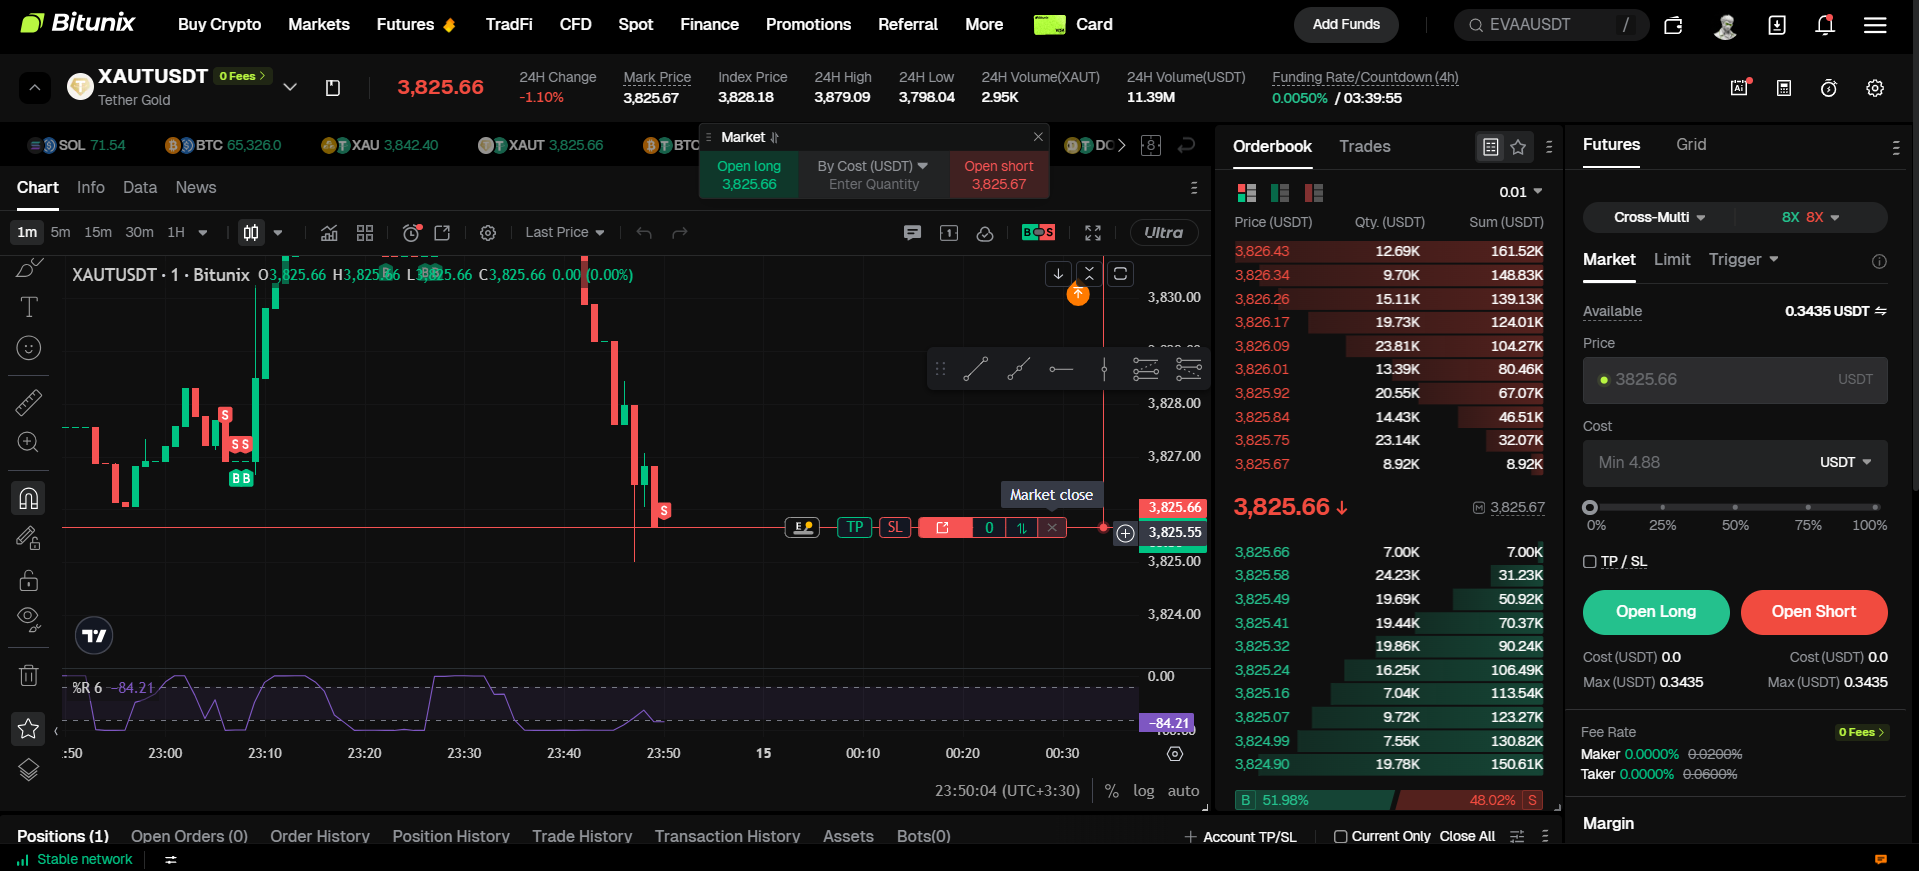 Bitunix
Buy Crypto Markets Futures TradFi CFD Spot Finance Promotions Referral More Card
Add Funds
EVAAUSDT /
XAUTUSDT 0 Fees >
Tether Gold
3,825.66
24H Change
-1.10%
Mark Price
3,825.67
Index Price
3,828.18
24H High
3,879.09
24H Low
3,798.04
24H Volume(XAUT)
2.95K
24H Volume(USDT)
11.39M
Funding Rate/Countdown (4h)
0.0050% / 03:39:55
SOL 71.54 BTC 65,326.0 XAU 3,842.40 XAUT 3,825.66 BTC
Market
Open long
3,825.66
By Cost (USDT)
Enter Quantity
Open short
3,825.67
Chart Info Data News
1m 5m 15m 30m 1H
Last Price
B S
Ultra
XAUTUSDT · 1 · Bitunix O3,825.66 H3,825.66 L3,825.66 C3,825.66 0.00 (0.00%)
3,830.00
3,828.00
3,827.00
3,825.66
3,825.55
3,825.00
3,824.00
S
S S
B B
S
Market close
E TP SL 0
%R 6 −84.21
0.00
−84.21
:50 23:00 23:10 23:20 23:30 23:40 23:50 15 00:10 00:20 00:30
23:50:04 (UTC+3:30) % log auto
Orderbook Trades
0.01
Price (USDT) Qty. (USDT) Sum (USDT)
3,826.43 12.69K 161.52K
3,826.34 9.70K 148.83K
3,826.26 15.11K 139.13K
3,826.17 19.73K 124.01K
3,826.09 23.81K 104.27K
3,826.01 13.39K 80.46K
3,825.92 20.55K 67.07K
3,825.84 14.43K 46.51K
3,825.75 23.14K 32.07K
3,825.67 8.92K 8.92K
3,825.66 M 3,825.67
3,825.66 7.00K 7.00K
3,825.58 24.23K 31.23K
3,825.49 19.69K 50.92K
3,825.41 19.44K 70.37K
3,825.32 19.86K 90.24K
3,825.24 16.25K 106.49K
3,825.16 7.04K 113.54K
3,825.07 9.72K 123.27K
3,824.99 7.55K 130.82K
3,824.90 19.78K 150.61K
B 51.98% 48.02% S
Futures Grid
Cross-Multi 8X 8X
Market Limit Trigger
Available 0.3435 USDT
Price
3825.66 USDT
Cost
Min 4.88 USDT
0% 25% 50% 75% 100%
TP / SL
Open Long Open Short
Cost (USDT) 0.0 Cost (USDT) 0.0
Max (USDT) 0.3435 Max (USDT) 0.3435
Fee Rate 0 Fees >
Maker 0.0000% 0.0200%
Taker 0.0000% 0.0600%
Margin
Positions (1) Open Orders (0) Order History Position History Trade History Transaction History Assets Bots(0)
Account TP/SL Current Only Close All
Stable network